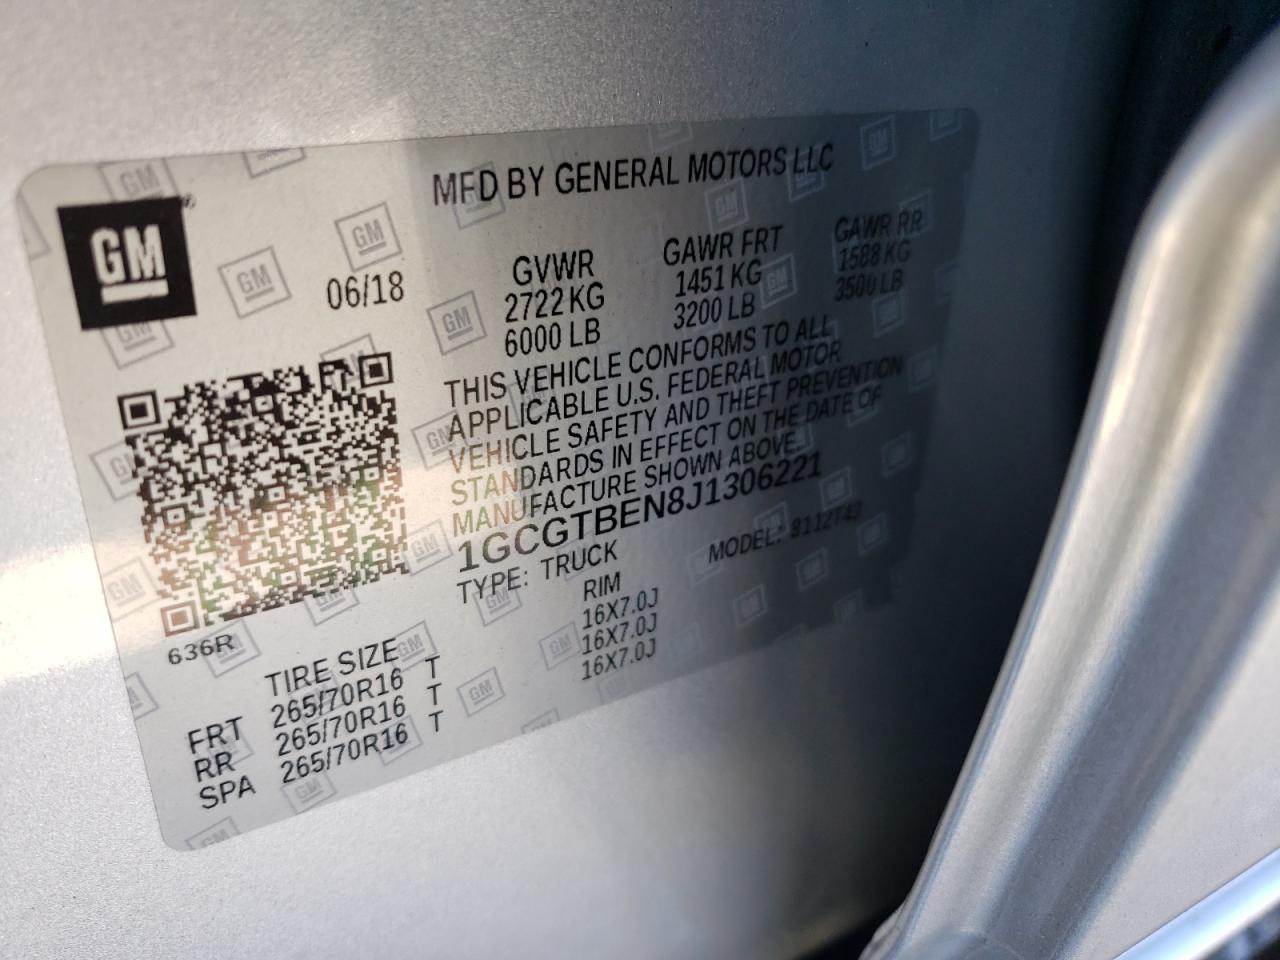 GM
MFD BY GENERAL MOTORS LLC
06/18
GVWR GAWR FRT GAWR RR
2722 KG 1451 KG 1588 KG
6000 LB 3200 LB 3500 LB
THIS VEHICLE CONFORMS TO ALL
APPLICABLE U.S. FEDERAL MOTOR
VEHICLE SAFETY AND THEFT PREVENTION
STANDARDS IN EFFECT ON THE DATE OF
MANUFACTURE SHOWN ABOVE.
1GCGTBEN8J1306221
TYPE: TRUCK MODEL: 8112T42
636R
TIRE SIZE RIM
FRT 265/70R16 T 16X7.0J
RR 265/70R16 T 16X7.0J
SPA 265/70R16 T 16X7.0J